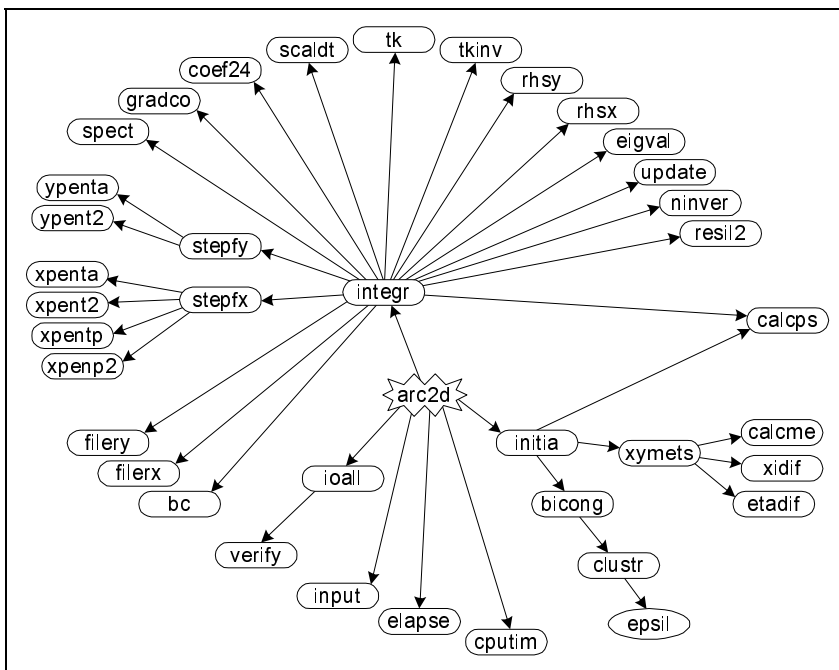 tk
scaldt
tkinv
coef24
rhsy
gradco
rhsx
spect
eigval
update
ypenta
ninver
ypent2
resil2
stepfy
xpenta
integr
xpent2
stepfx
calcps
xpentp
xpenp2
arc2d
filery
initia
calcme
filerx
xymets
xidif
ioall
bc
bicong
etadif
verify
clustr
input
elapse
epsil
cputim